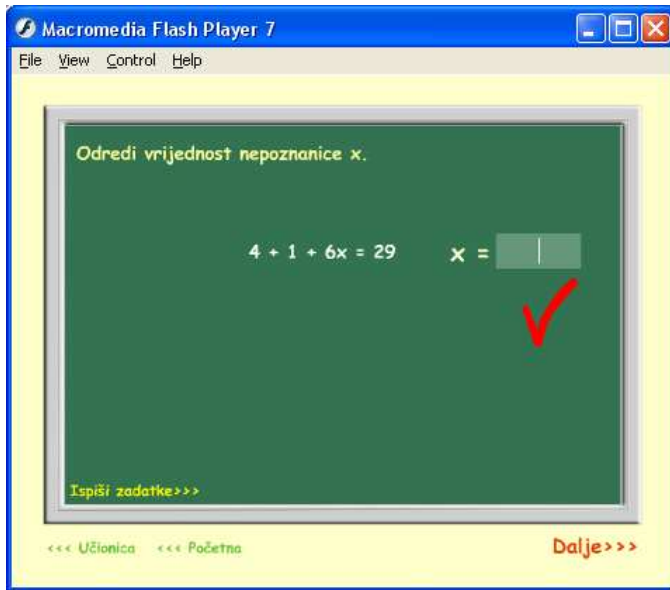 Macromedia Flash Player 7
File View Control Help
Odredi vrijednost nepoznanice x.
4 + 1 + 6x = 29 x =
Ispiši zadatke>>>
<<< Učionica <<< Početna Dalje>>>